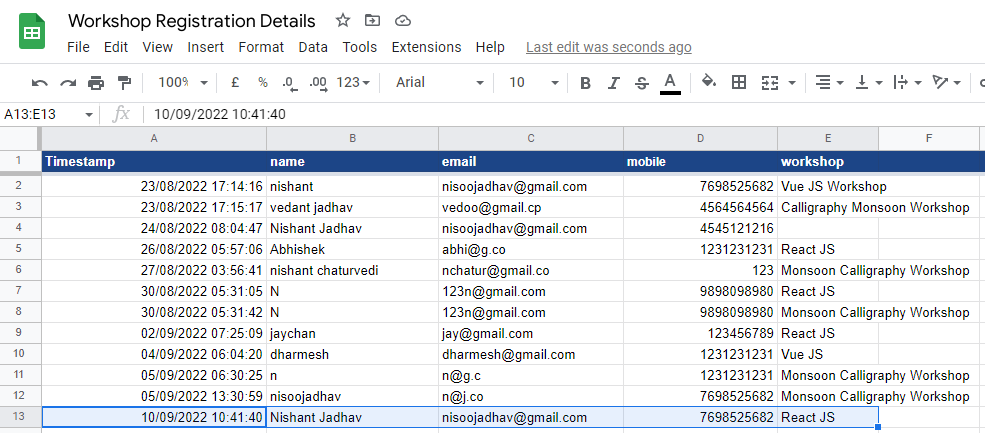 Workshop Registration Details
File Edit View Insert Format Data Tools Extensions Help Last edit was seconds ago
100% £ % .0 .00 123 Arial 10 B I S A
A13:E13 fx 10/09/2022 10:41:40
A B C D E F
1 Timestamp name email mobile workshop
2 23/08/2022 17:14:16 nishant nisoojadhav@gmail.com 7698525682 Vue JS Workshop
3 23/08/2022 17:15:17 vedant jadhav vedoo@gmail.cp 4564564564 Calligraphy Monsoon Workshop
4 24/08/2022 08:04:47 Nishant Jadhav nisoojadhav@gmail.com 4545121216
5 26/08/2022 05:57:06 Abhishek abhi@g.co 1231231231 React JS
6 27/08/2022 03:56:41 nishant chaturvedi nchatur@gmail.co 123 Monsoon Calligraphy Workshop
7 30/08/2022 05:31:05 N 123n@gmail.com 9898098980 React JS
8 30/08/2022 05:31:42 N 123n@gmail.com 9898098980 Monsoon Calligraphy Workshop
9 02/09/2022 07:25:09 jaychan jay@gmail.com 123456789 React JS
10 04/09/2022 06:04:20 dharmesh dharmesh@gmail.com 1231231231 Vue JS
11 05/09/2022 06:30:25 n n@g.c 1231231231 Monsoon Calligraphy Workshop
12 05/09/2022 13:30:59 nisoojadhav n@j.co 7698525682 Monsoon Calligraphy Workshop
13 10/09/2022 10:41:40 Nishant Jadhav nisoojadhav@gmail.com 7698525682 React JS